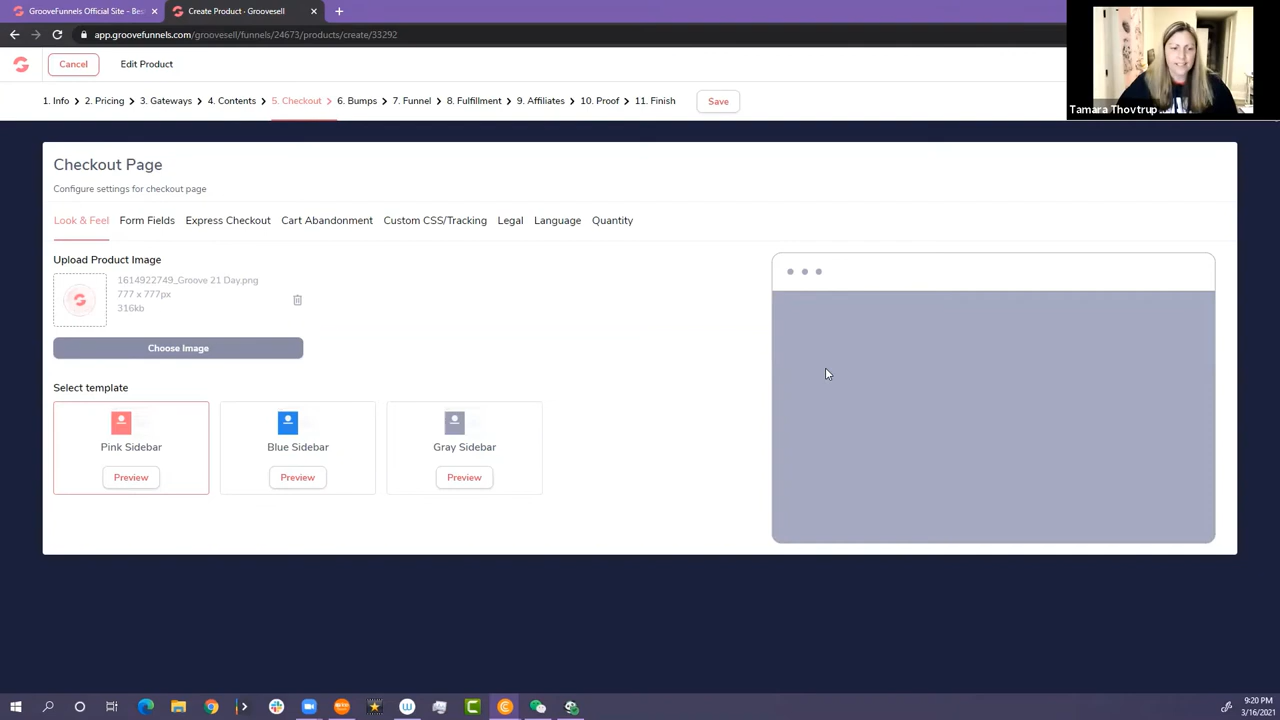 GrooveFunnels Official Site - Bes
Create Product - Groovesell
app.groovefunnels.com/groovesell/funnels/24673/products/create/33292
Cancel
Edit Product
1. Info
2. Pricing
3. Gateways
4. Contents
5. Checkout
6. Bumps
7. Funnel
8. Fulfillment
9. Affiliates
10. Proof
11. Finish
Save
Tamara Thovtrup
Checkout Page
Configure settings for checkout page
Look & Feel
Form Fields
Express Checkout
Cart Abandonment
Custom CSS/Tracking
Legal
Language
Quantity
Upload Product Image
1614922749_Groove 21 Day.png
777 x 777px
316kb
Choose Image
Select template
Pink Sidebar
Blue Sidebar
Gray Sidebar
Preview
Preview
Preview
9:20 PM
3/16/2021